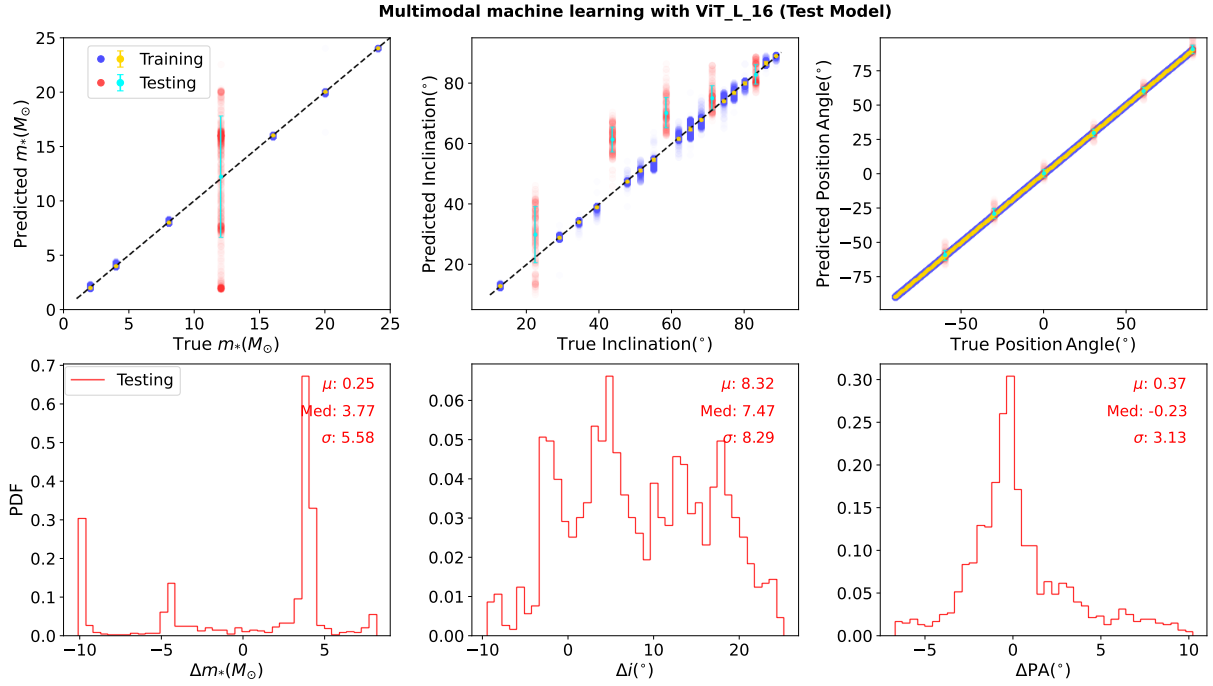 Multimodal machine learning with ViT_L_16 (Test Model)
Predicted m*(M☉)
25
20
15
10
5
0
Training
Testing
5 10 15 20 25
True m*(M☉)
Predicted Inclination(°)
80
60
40
20
20 40 60 80
True Inclination(°)
Predicted Position Angle(°)
75
50
25
0
−25
−50
−75
−50 0 50
True Position Angle(°)
PDF
0.7
0.6
0.5
0.4
0.3
0.2
0.1
0.0
Testing
μ: 0.25
Med: 3.77
σ: 5.58
−10 −5 0 5
Δm*(M☉)
0.06
0.05
0.04
0.03
0.02
0.01
0.00
μ: 8.32
Med: 7.47
σ: 8.29
−10 0 10 20
Δi(°)
0.30
0.25
0.20
0.15
0.10
0.05
0.00
μ: 0.37
Med: -0.23
σ: 3.13
−5 0 5 10
ΔPA(°)